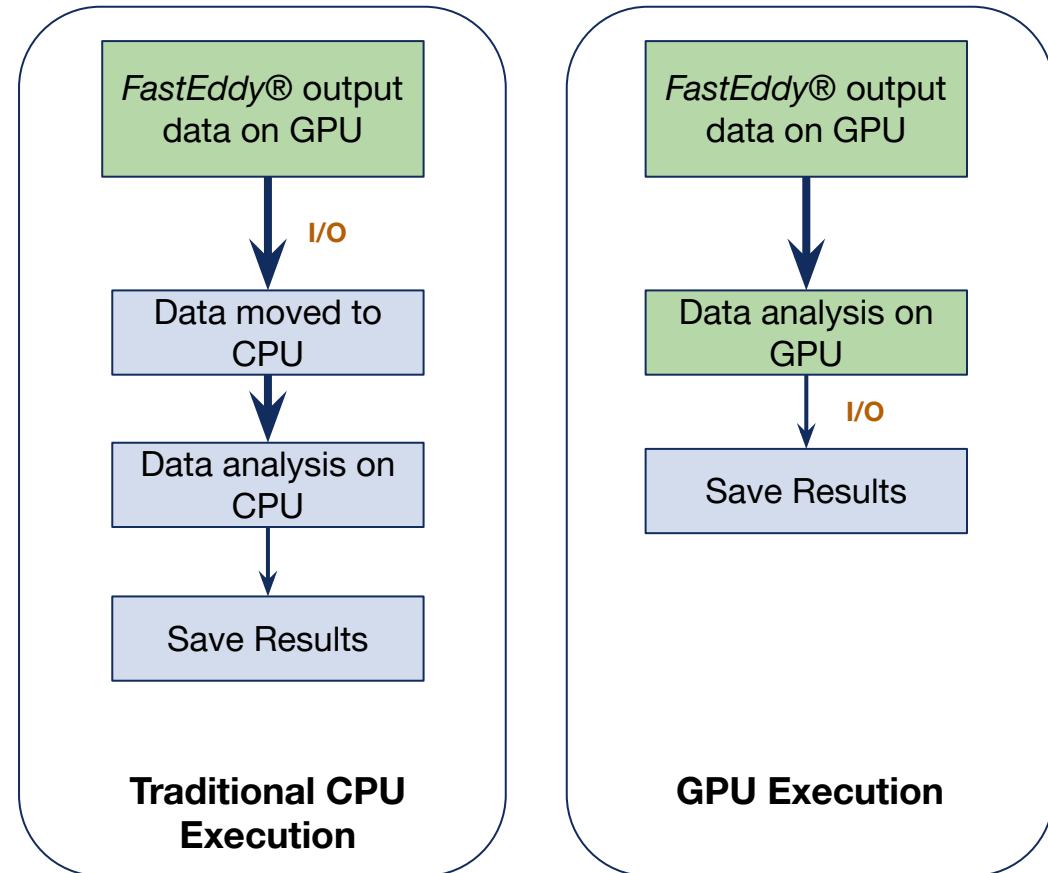 FastEddy® output
data on GPU
I/O
Data moved to
CPU
Data analysis on
CPU
Save Results
Traditional CPU
Execution
FastEddy® output
data on GPU
Data analysis on
GPU
I/O
Save Results
GPU Execution